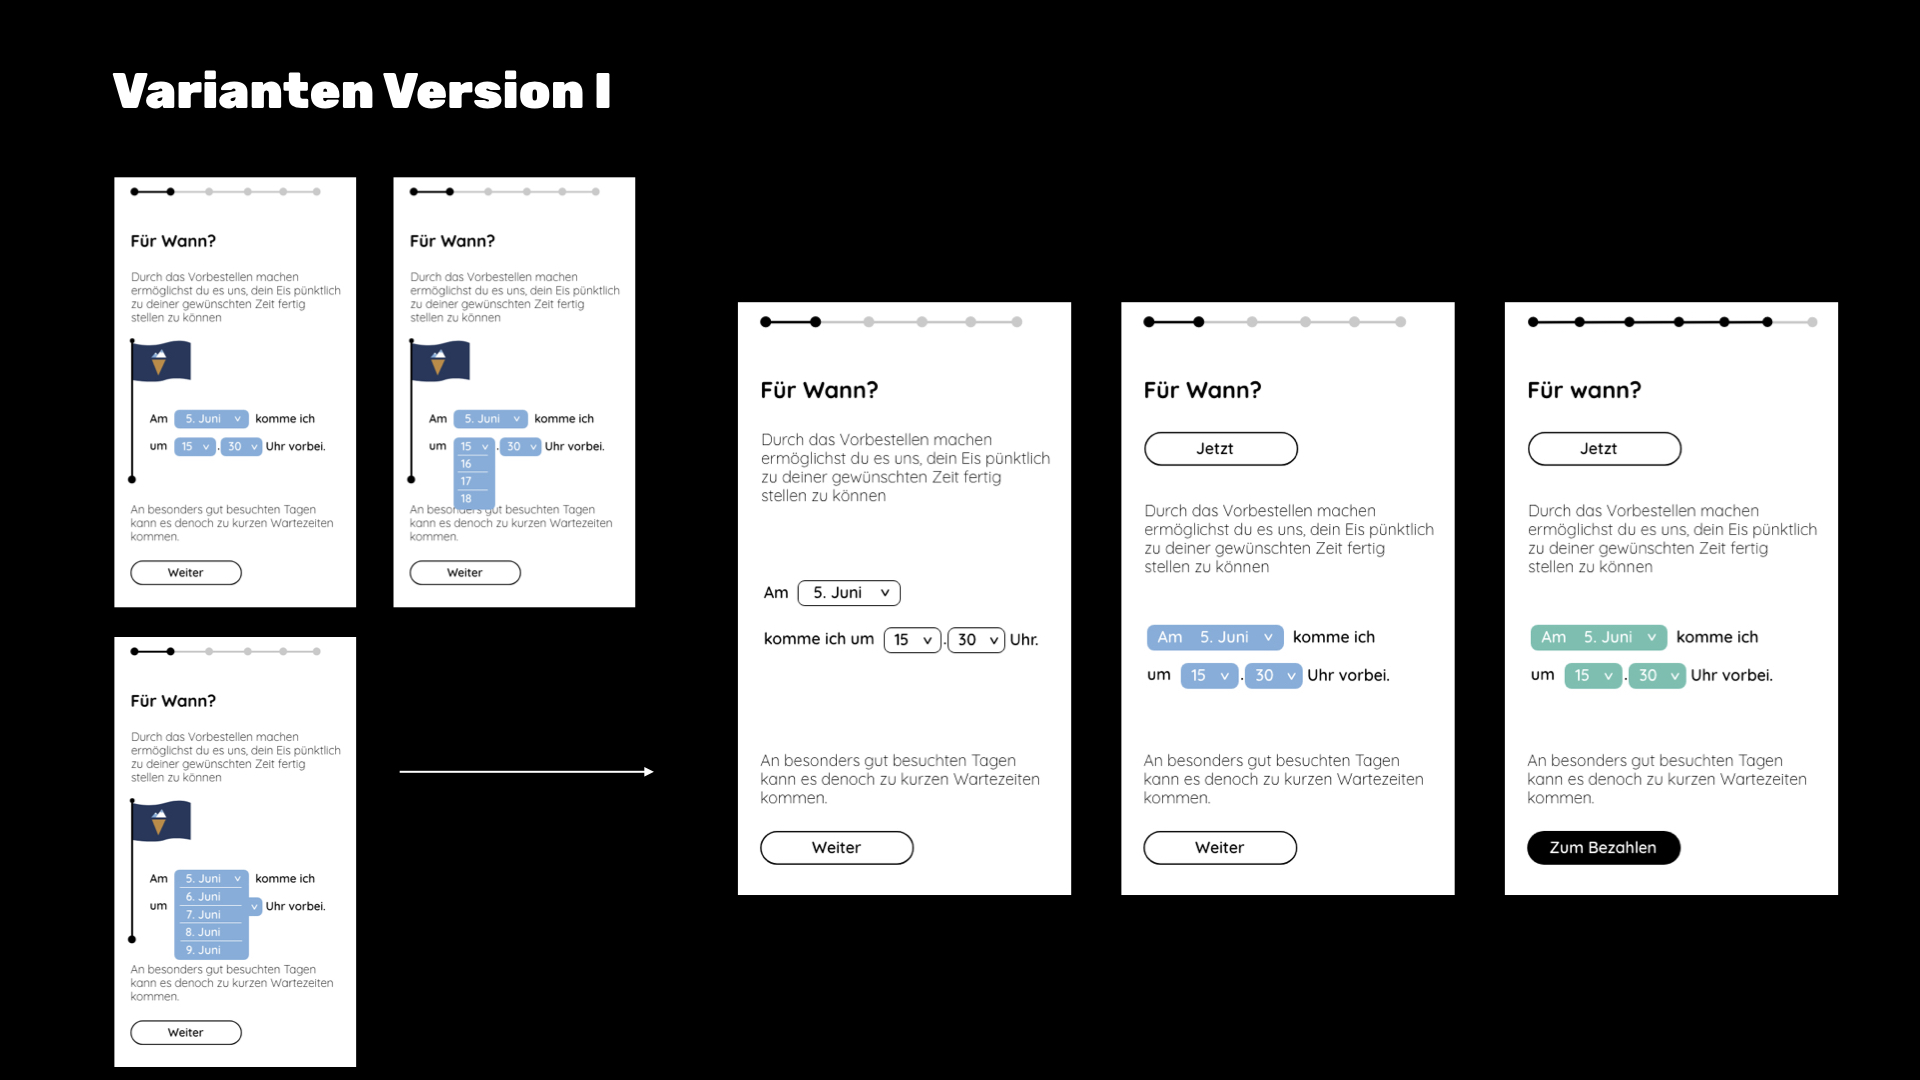 Varianten Version I
Für Wann?
Durch das Vorbestellen machen
ermöglichst du es uns, dein Eis pünktlich
zu deiner gewünschten Zeit fertig
stellen zu können
Am 5. Juni komme ich
um 15 . 30 Uhr vorbei.
An besonders gut besuchten Tagen
kann es denoch zu kurzen Wartezeiten
kommen.
Weiter
Für Wann?
Durch das Vorbestellen machen
ermöglichst du es uns, dein Eis pünktlich
zu deiner gewünschten Zeit fertig
stellen zu können
Am 5. Juni komme ich
um 15 . 30 Uhr vorbei.
16
17
18
An besonders gut besuchten Tagen
kann es denoch zu kurzen Wartezeiten
kommen.
Weiter
Für Wann?
Durch das Vorbestellen machen
ermöglichst du es uns, dein Eis pünktlich
zu deiner gewünschten Zeit fertig
stellen zu können
Am 5. Juni komme ich
6. Juni
um Uhr vorbei.
7. Juni
8. Juni
9. Juni
An besonders gut besuchten Tagen
kann es denoch zu kurzen Wartezeiten
kommen.
Weiter
Für Wann?
Durch das Vorbestellen machen
ermöglichst du es uns, dein Eis pünktlich
zu deiner gewünschten Zeit fertig
stellen zu können
Am 5. Juni
komme ich um 15 . 30 Uhr.
An besonders gut besuchten Tagen
kann es denoch zu kurzen Wartezeiten
kommen.
Weiter
Für Wann?
Jetzt
Durch das Vorbestellen machen
ermöglichst du es uns, dein Eis pünktlich
zu deiner gewünschten Zeit fertig
stellen zu können
Am 5. Juni komme ich
um 15 . 30 Uhr vorbei.
An besonders gut besuchten Tagen
kann es denoch zu kurzen Wartezeiten
kommen.
Weiter
Für wann?
Jetzt
Durch das Vorbestellen machen
ermöglichst du es uns, dein Eis pünktlich
zu deiner gewünschten Zeit fertig
stellen zu können
Am 5. Juni komme ich
um 15 . 30 Uhr vorbei.
An besonders gut besuchten Tagen
kann es denoch zu kurzen Wartezeiten
kommen.
Zum Bezahlen